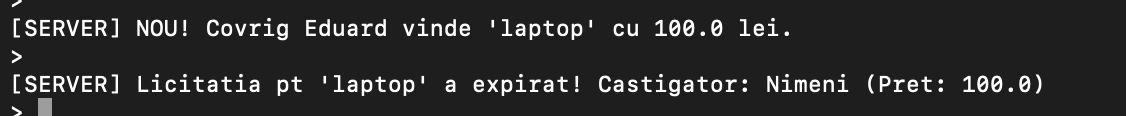 >
[SERVER] NOU! Covrig Eduard vinde 'laptop' cu 100.0 lei.
>
[SERVER] Licitatia pt 'laptop' a expirat! Castigator: Nimeni (Pret: 100.0)
>